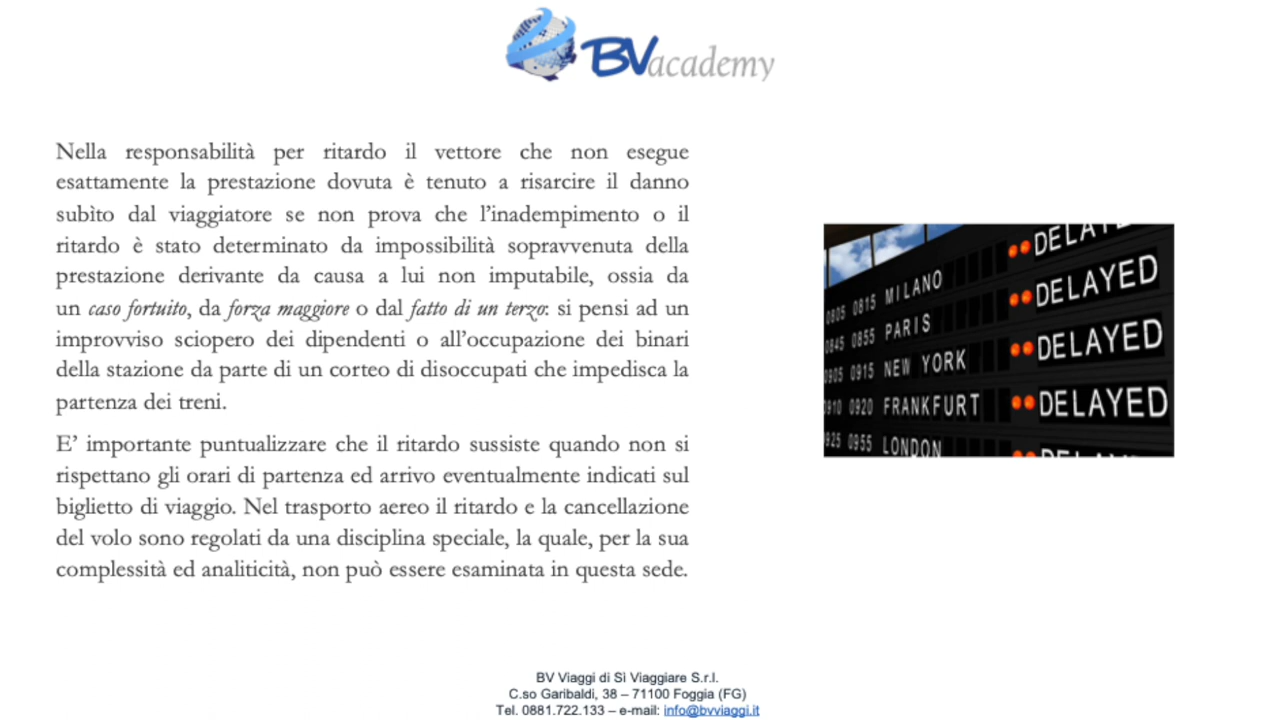 BVacademy
Nella responsabilità per ritardo il vettore che non esegue
esattamente la prestazione dovuta è tenuto a risarcire il danno
subìto dal viaggiatore se non prova che l’inadempimento o il
ritardo è stato determinato da impossibilità sopravvenuta della
prestazione derivante da causa a lui non imputabile, ossia da
un caso fortuito, da forza maggiore o dal fatto di un terzo: si pensi ad un
improvviso sciopero dei dipendenti o all’occupazione dei binari
della stazione da parte di un corteo di disoccupati che impedisca la
partenza dei treni.
E’ importante puntualizzare che il ritardo sussiste quando non si
rispettano gli orari di partenza ed arrivo eventualmente indicati sul
biglietto di viaggio. Nel trasporto aereo il ritardo e la cancellazione
del volo sono regolati da una disciplina speciale, la quale, per la sua
complessità ed analiticità, non può essere esaminata in questa sede.
DELAYED
0805 0815 MILANO DELAYED
0845 0855 PARIS DELAYED
0905 0915 NEW YORK DELAYED
0910 0920 FRANKFURT
0955 LONDON
BV Viaggi di Sì Viaggiare S.r.l.
C.so Garibaldi, 38 – 71100 Foggia (FG)
Tel. 0881.722.133 – e-mail: info@bvviaggi.it